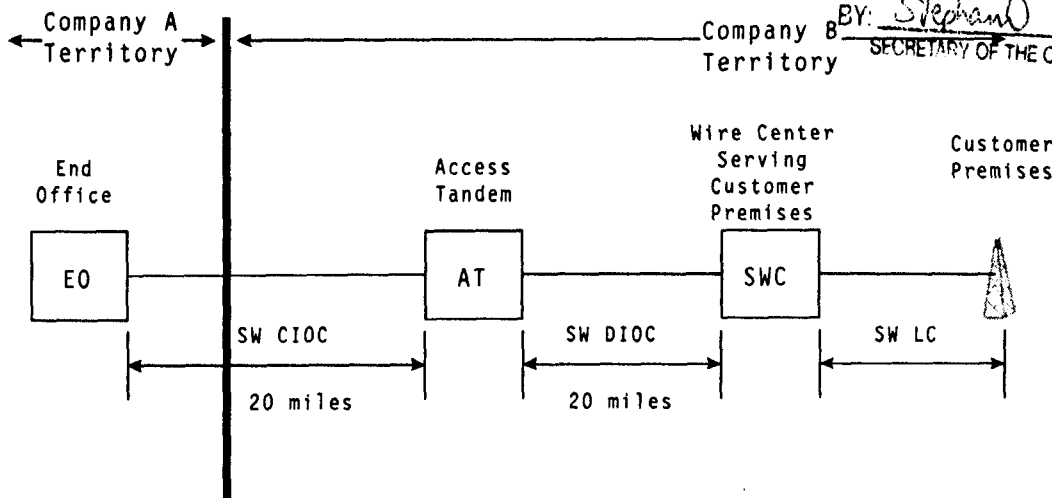 Company A
Territory
Company B
Territory
BY:
SECRETARY OF THE
End
Office
Access
Tandem
Wire Center
Serving
Customer
Premises
Customer
Premises
EO
AT
SWC
SW CIOC
SW DIOC
SW LC
20 miles
20 miles